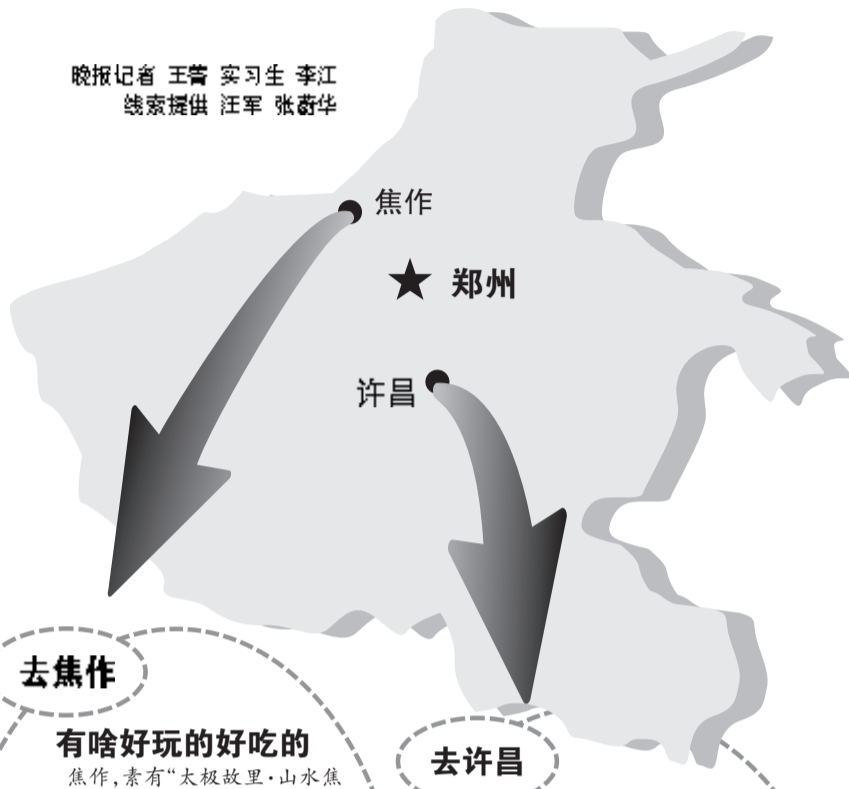 晚报记者 王菁 实习生 李江
线索提供 汪军 张蔚华
焦作
郑州
许昌
去焦作
有啥好玩的好吃的
焦作,素有“太极故里·山水焦
去许昌